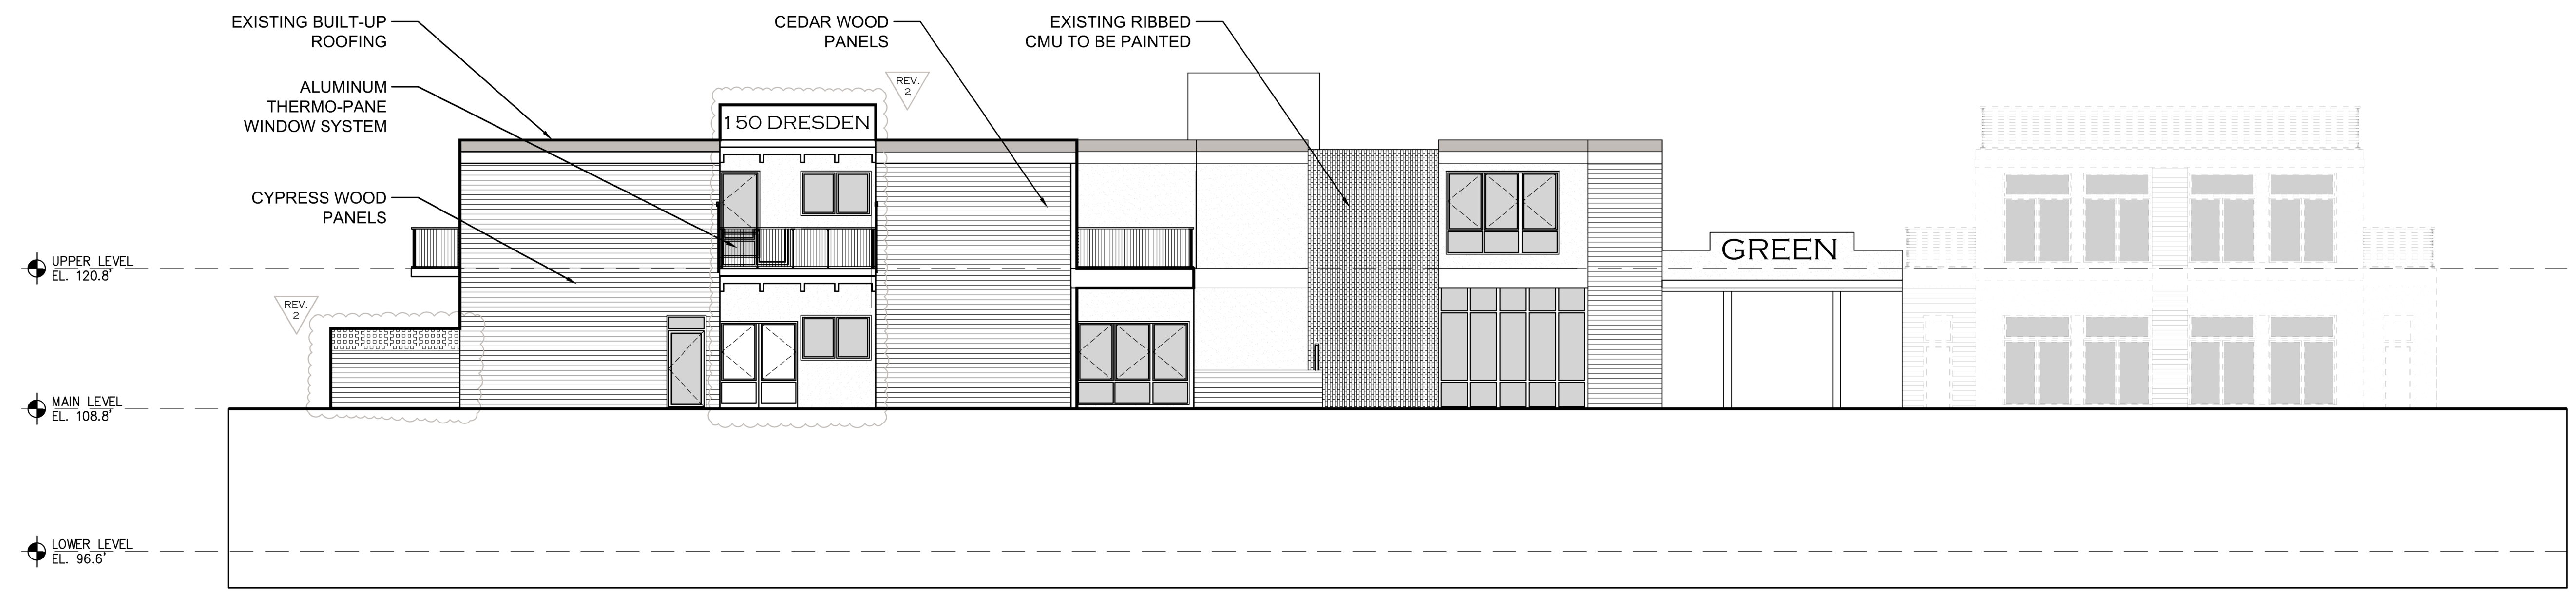 EXISTING BUILT-UP
ROOFING
CEDAR WOOD
PANELS
EXISTING RIBBED
CMU TO BE PAINTED
ALUMINUM
THERMO-PANE
WINDOW SYSTEM
REV.
2
150 DRESDEN
CYPRESS WOOD
PANELS
GREEN
UPPER LEVEL
EL. 120.8'
REV.
2
MAIN LEVEL
EL. 108.8'
LOWER LEVEL
EL. 96.6'